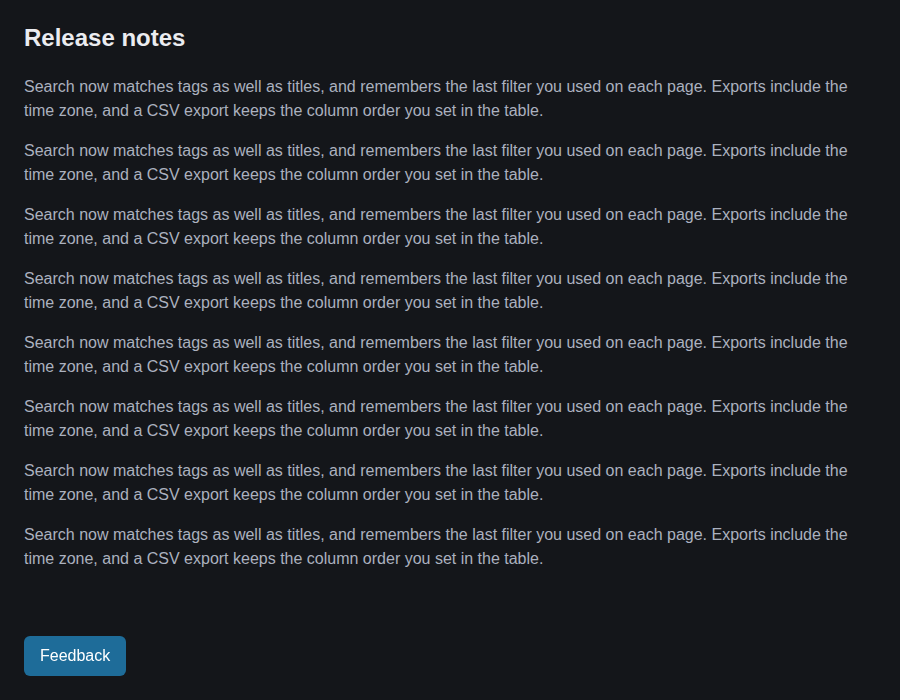 Release notes
Search now matches tags as well as titles, and remembers the last filter you used on each page. Exports include the
time zone, and a CSV export keeps the column order you set in the table.
Search now matches tags as well as titles, and remembers the last filter you used on each page. Exports include the
time zone, and a CSV export keeps the column order you set in the table.
Search now matches tags as well as titles, and remembers the last filter you used on each page. Exports include the
time zone, and a CSV export keeps the column order you set in the table.
Search now matches tags as well as titles, and remembers the last filter you used on each page. Exports include the
time zone, and a CSV export keeps the column order you set in the table.
Search now matches tags as well as titles, and remembers the last filter you used on each page. Exports include the
time zone, and a CSV export keeps the column order you set in the table.
Search now matches tags as well as titles, and remembers the last filter you used on each page. Exports include the
time zone, and a CSV export keeps the column order you set in the table.
Search now matches tags as well as titles, and remembers the last filter you used on each page. Exports include the
time zone, and a CSV export keeps the column order you set in the table.
Search now matches tags as well as titles, and remembers the last filter you used on each page. Exports include the
time zone, and a CSV export keeps the column order you set in the table.
Feedback